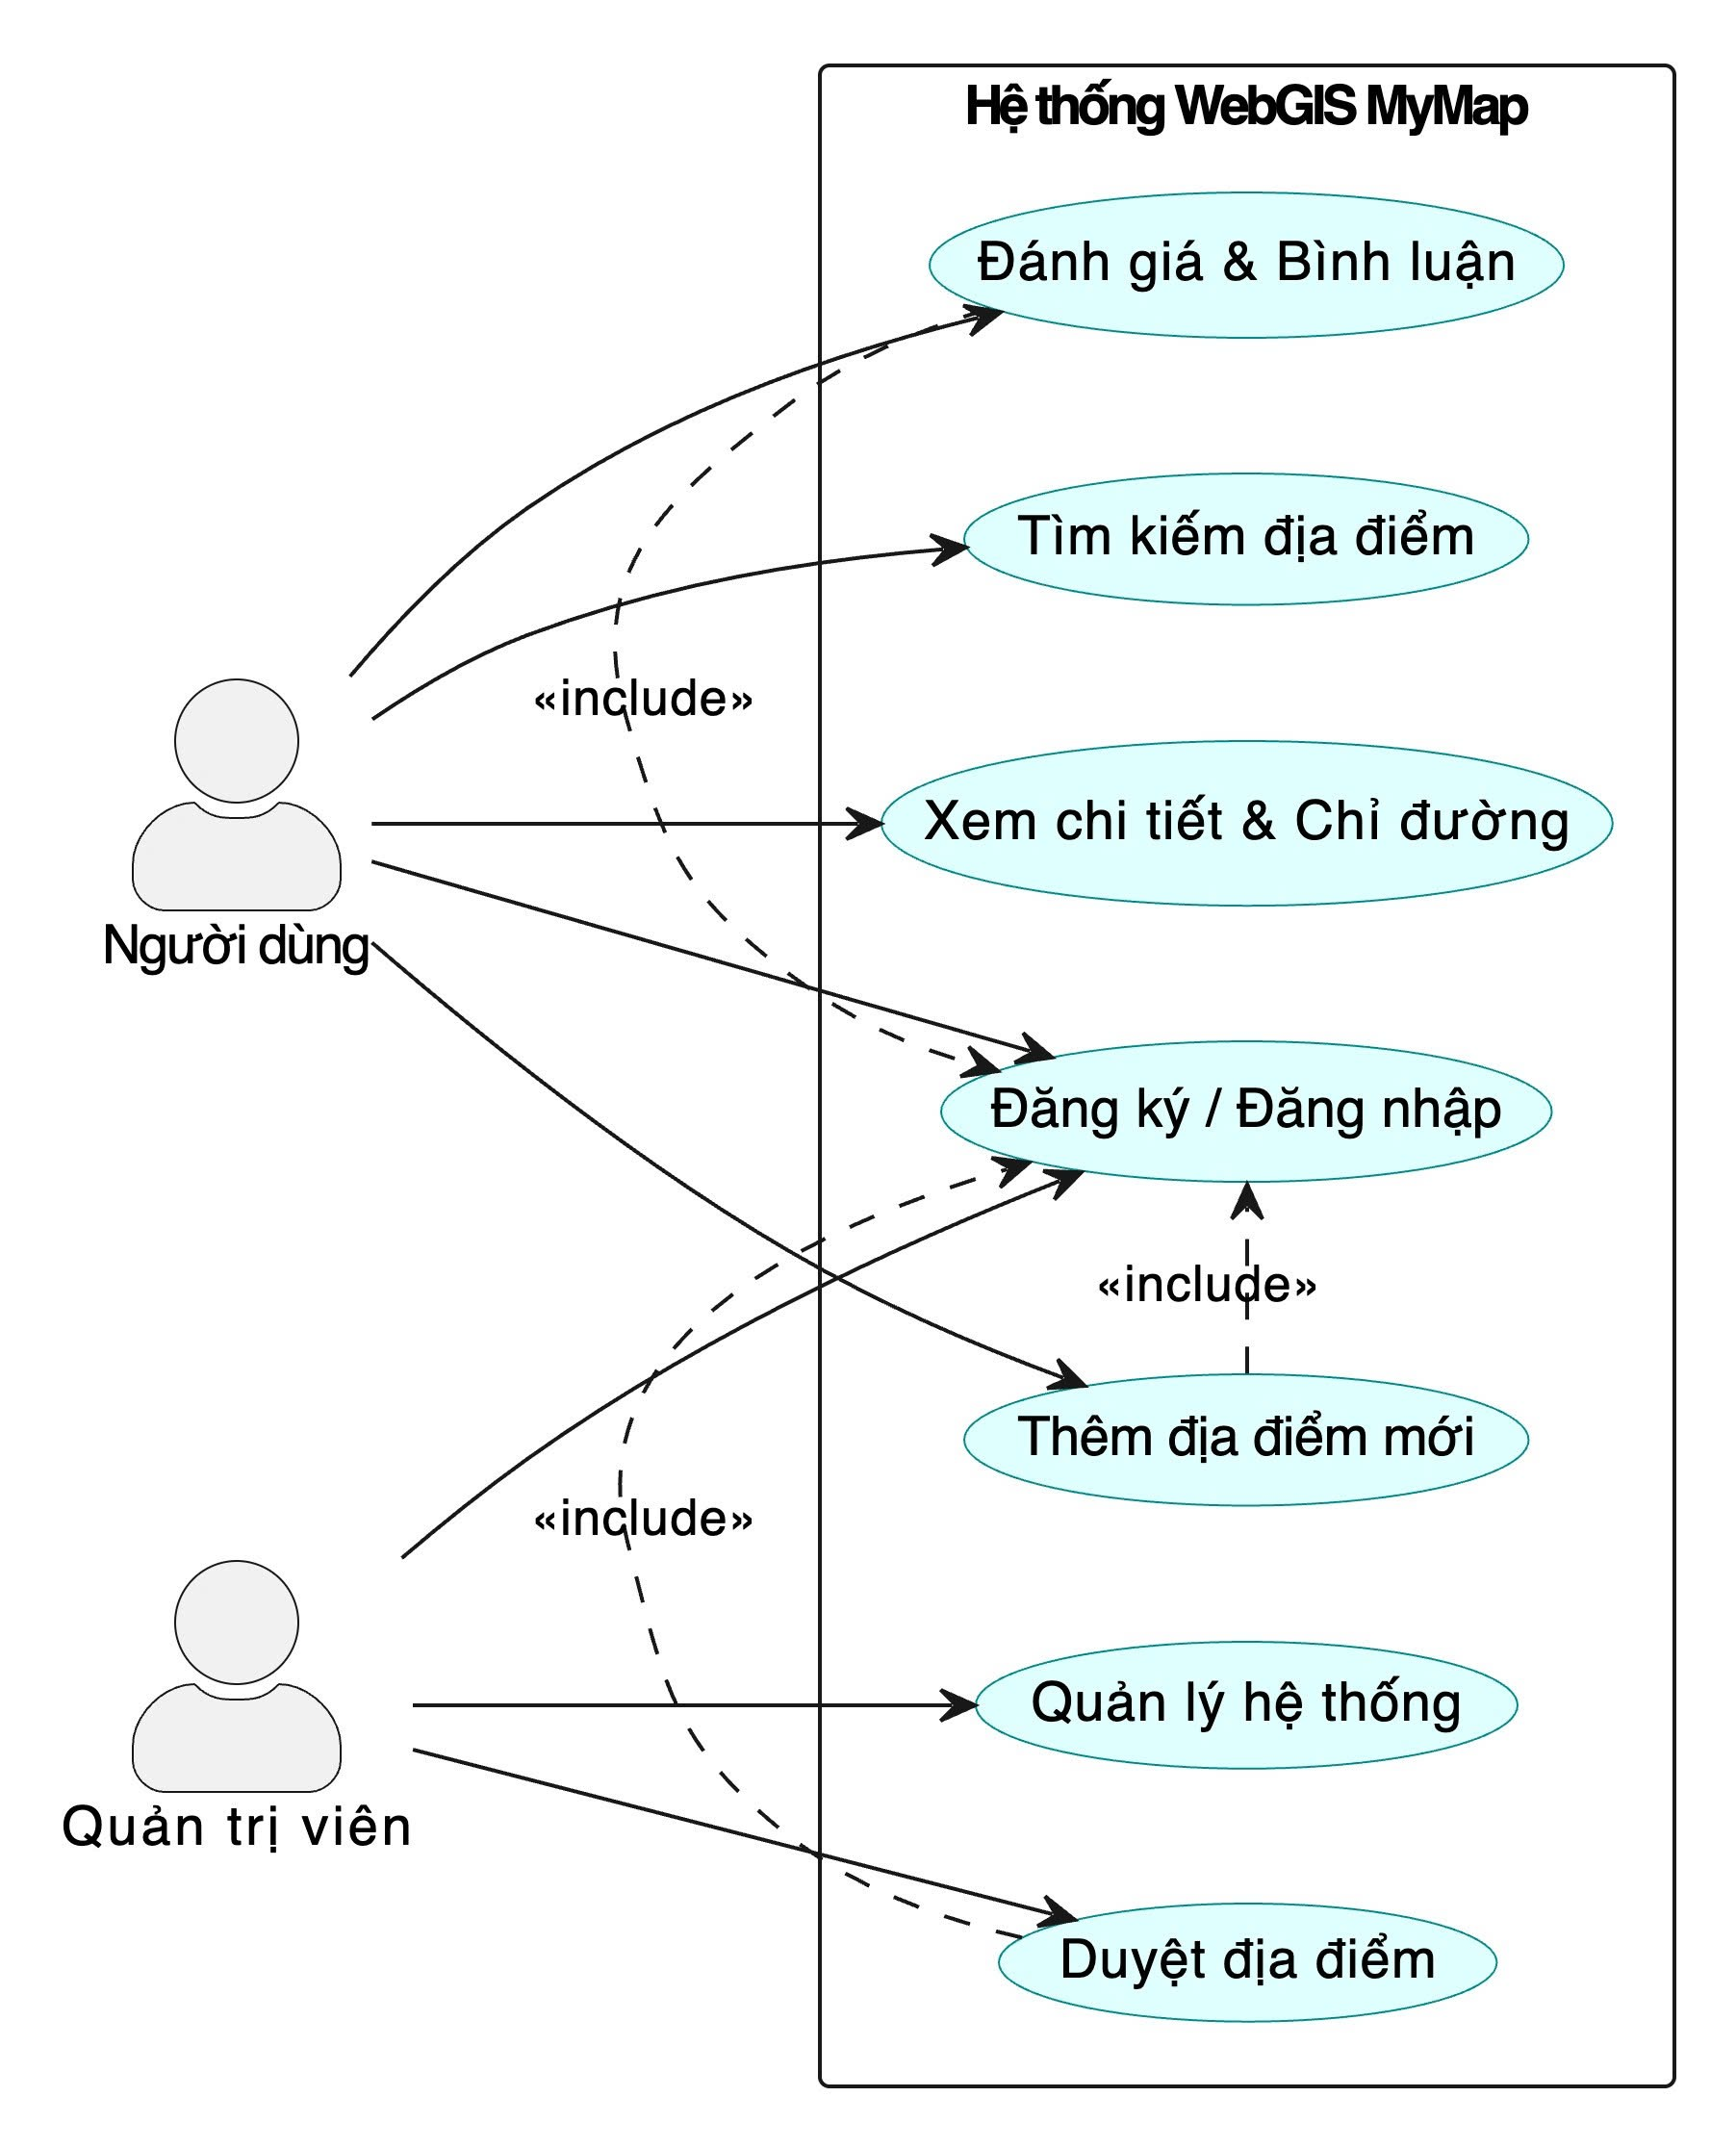 Hệ thống WebGIS MyMap
Đánh giá & Bình luận
Tìm kiếm địa điểm
«include»
Xem chi tiết & Chỉ đường
Người dùng
Đăng ký / Đăng nhập
«include»
Thêm địa điểm mới
«include»
Quản lý hệ thống
Quản trị viên
Duyệt địa điểm